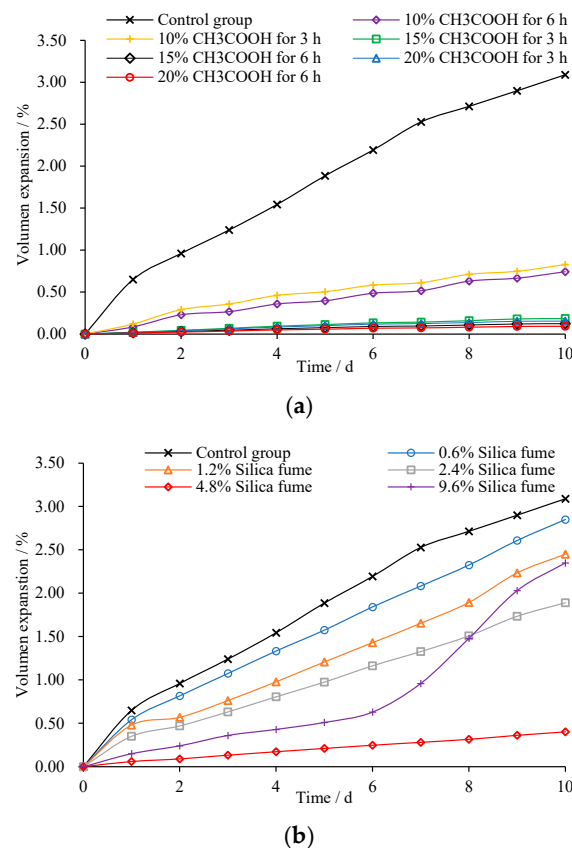 (a)
Control group
10% CH3COOH for 6 h
10% CH3COOH for 3 h
15% CH3COOH for 3 h
15% CH3COOH for 6 h
20% CH3COOH for 3 h
20% CH3COOH for 6 h
3.50
3.00
2.50
2.00
1.50
1.00
0.50
0.00
Volumen expansion / %
0 2 4 6 8 10
Time / d
(a)
Control group
0.6% Silica fume
1.2% Silica fume
2.4% Silica fume
4.8% Silica fume
9.6% Silica fume
3.50
3.00
2.50
2.00
1.50
1.00
0.50
0.00
Volumen expanstion / %
0 2 4 6 8 10
Time / d
(b)